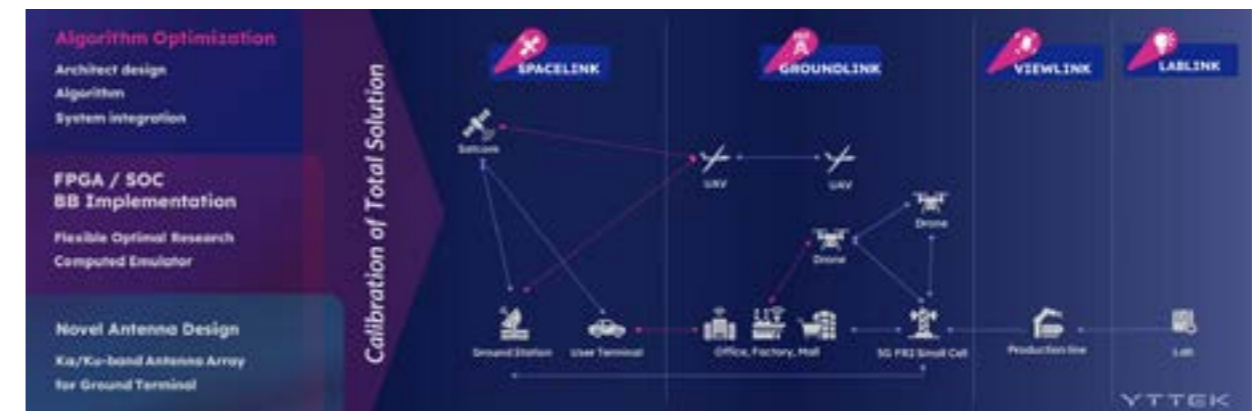 Algorithm Optimization
Architect design
Algorithm
System integration
FPGA / SOC
BB Implementation
Flexible Optimal Research
Computed Emulator
Novel Antenna Design
Ka/Ku-band Antenna Array
for Ground Terminal
Calibration of Total Solution
SPACELINK
GROUNDLINK
VIEWLINK
LABLINK
Satcom
UAV
UAV
Drone
Drone
Ground Station
User Terminal
Office, Factory, Mall
5G FR2 Small Cell
Production line
Lab
YTTEK